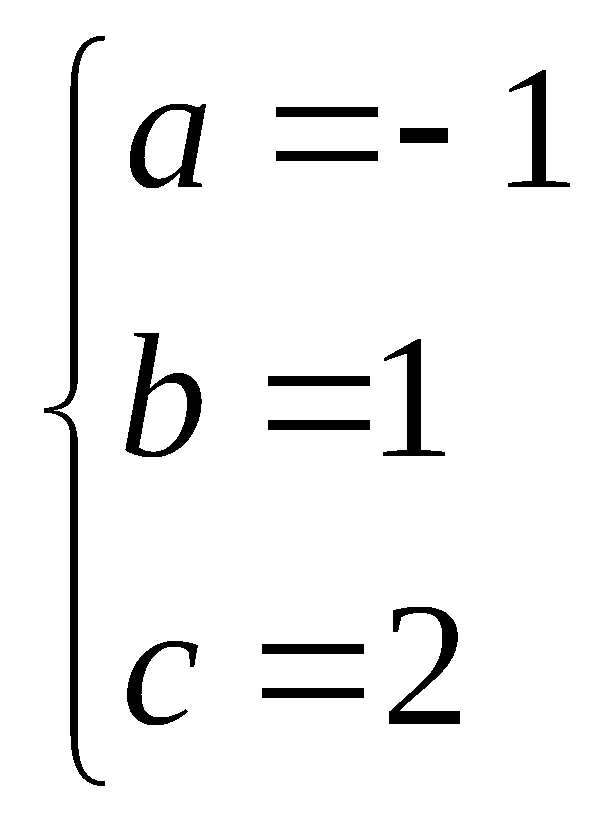 a =- 1
b =1
c =2